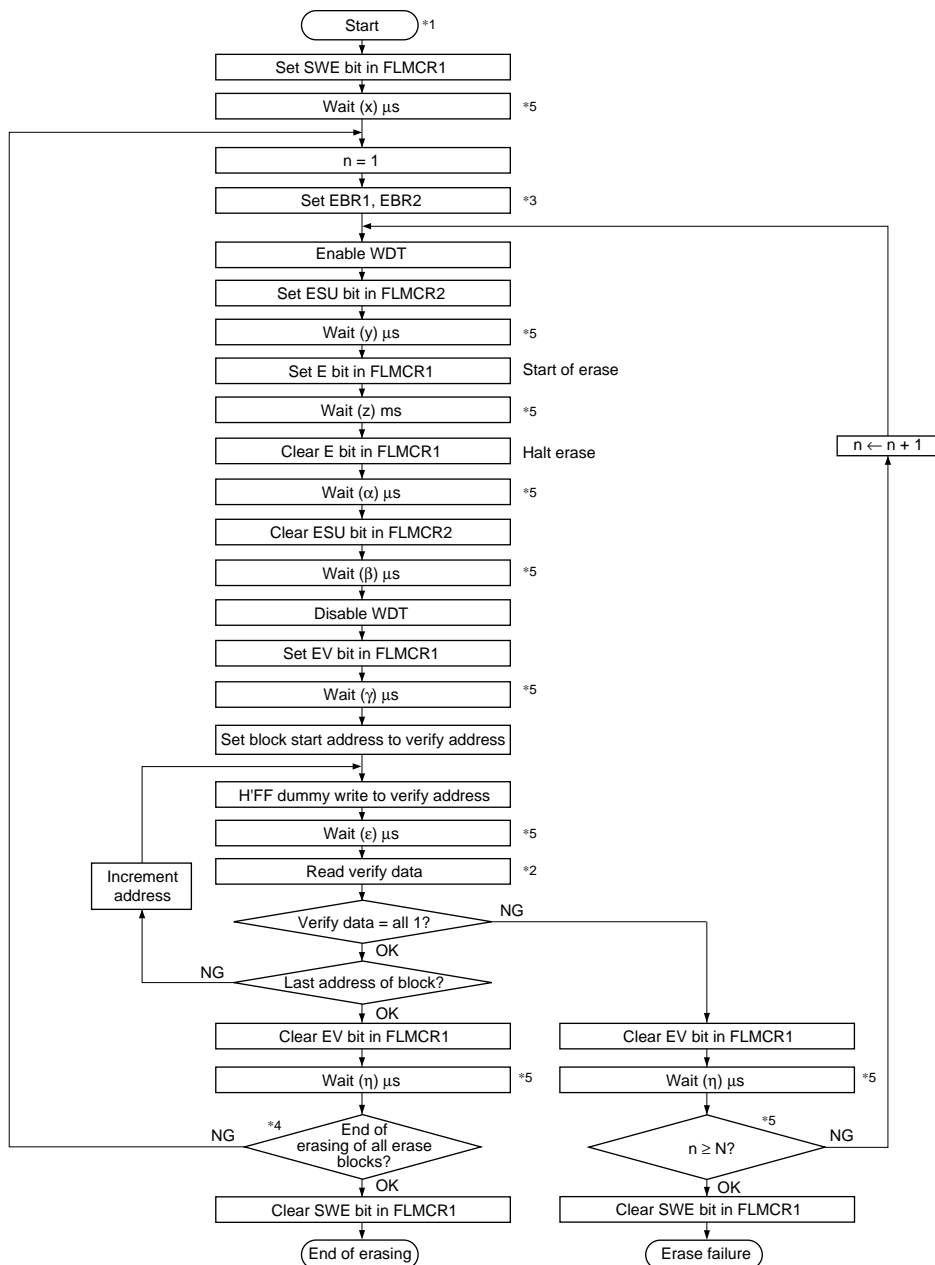 Start *1
Set SWE bit in FLMCR1
Wait (x) μs *5
n = 1
Set EBR1, EBR2 *3
Enable WDT
Set ESU bit in FLMCR2
Wait (y) μs *5
Set E bit in FLMCR1 Start of erase
Wait (z) ms *5
n ← n + 1
Clear E bit in FLMCR1 Halt erase
Wait (α) μs *5
Clear ESU bit in FLMCR2
Wait (β) μs *5
Disable WDT
Set EV bit in FLMCR1
Wait (γ) μs *5
Set block start address to verify address
H'FF dummy write to verify address
Wait (ε) μs *5
Read verify data *2
Increment
address
Verify data = all 1?
NG
OK
NG
Last address of block?
OK
Clear EV bit in FLMCR1
Clear EV bit in FLMCR1
Wait (η) μs *5
Wait (η) μs *5
NG
*4
End of
erasing of all erase
blocks?
*5
n ≥ N?
NG
OK
OK
Clear SWE bit in FLMCR1
Clear SWE bit in FLMCR1
End of erasing
Erase failure